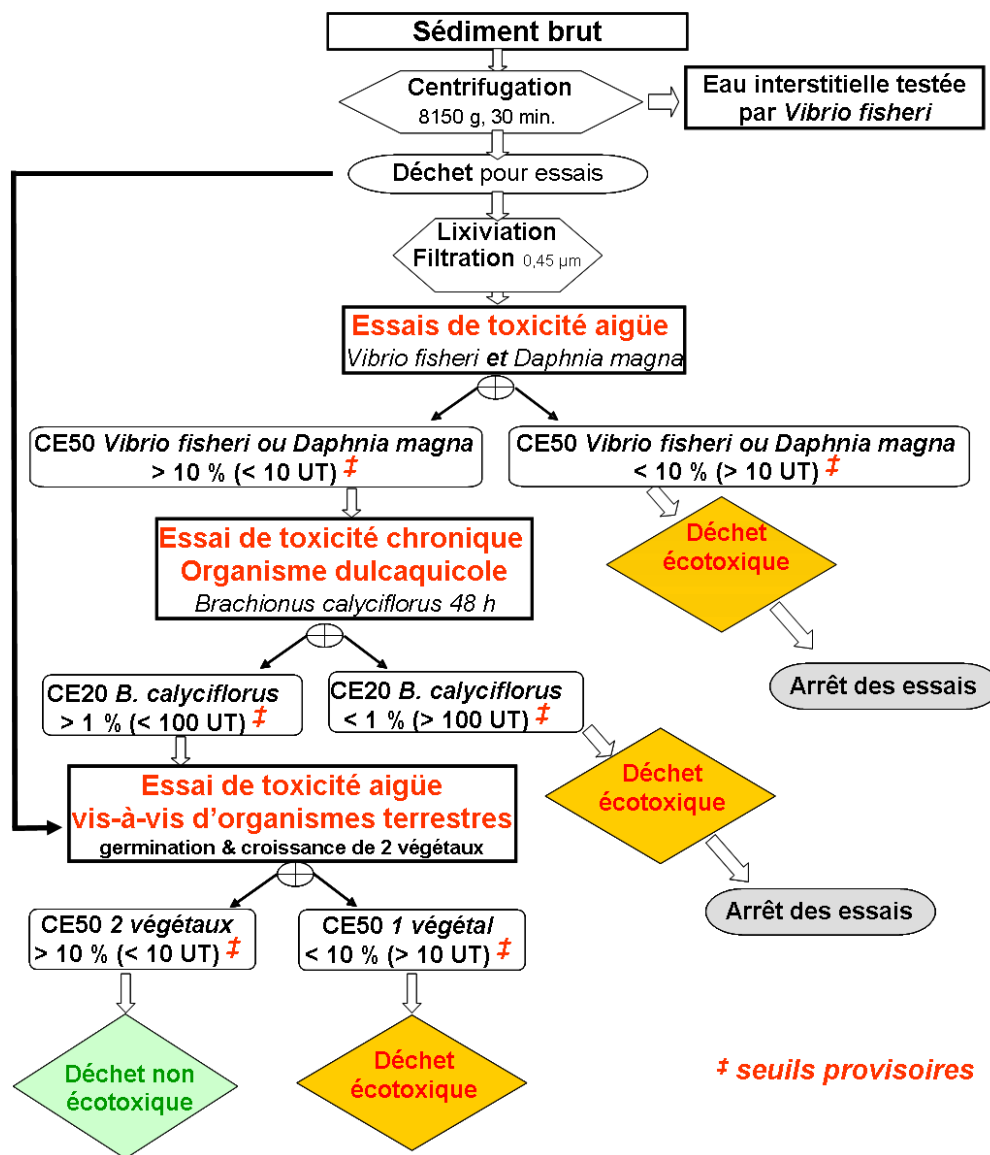 Sédiment brut
Centrifugation
8150 g, 30 min.
Eau interstitielle testée
par Vibrio fisheri
Déchet pour essais
Lixiviation
Filtration 0,45 µm
Essais de toxicité aigüe
Vibrio fisheri et Daphnia magna
CE50 Vibrio fisheri ou Daphnia magna
> 10 % (< 10 UT) ‡
CE50 Vibrio fisheri ou Daphnia magna
< 10 % (> 10 UT) ‡
Essai de toxicité chronique
Organisme dulcaquicole
Brachionus calyciflorus 48 h
Déchet
écotoxique
Arrêt des essais
CE20 B. calyciflorus
> 1 % (< 100 UT) ‡
CE20 B. calyciflorus
< 1 % (> 100 UT) ‡
Déchet
écotoxique
Arrêt des essais
Essai de toxicité aigüe
vis-à-vis d'organismes terrestres
germination & croissance de 2 végétaux
CE50 2 végétaux
> 10 % (< 10 UT) ‡
CE50 1 végétal
< 10 % (> 10 UT) ‡
Déchet non
écotoxique
Déchet
écotoxique
‡ seuils provisoires